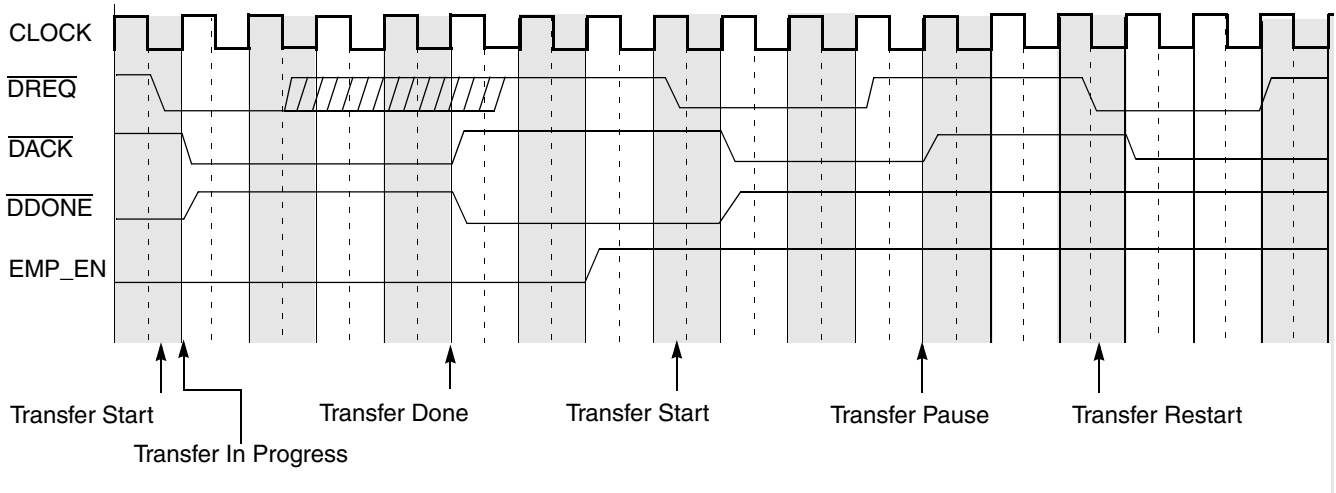 CLOCK
DREQ
DACK
DDONE
EMP_EN
Transfer Start
Transfer In Progress
Transfer Done
Transfer Start
Transfer Pause
Transfer Restart